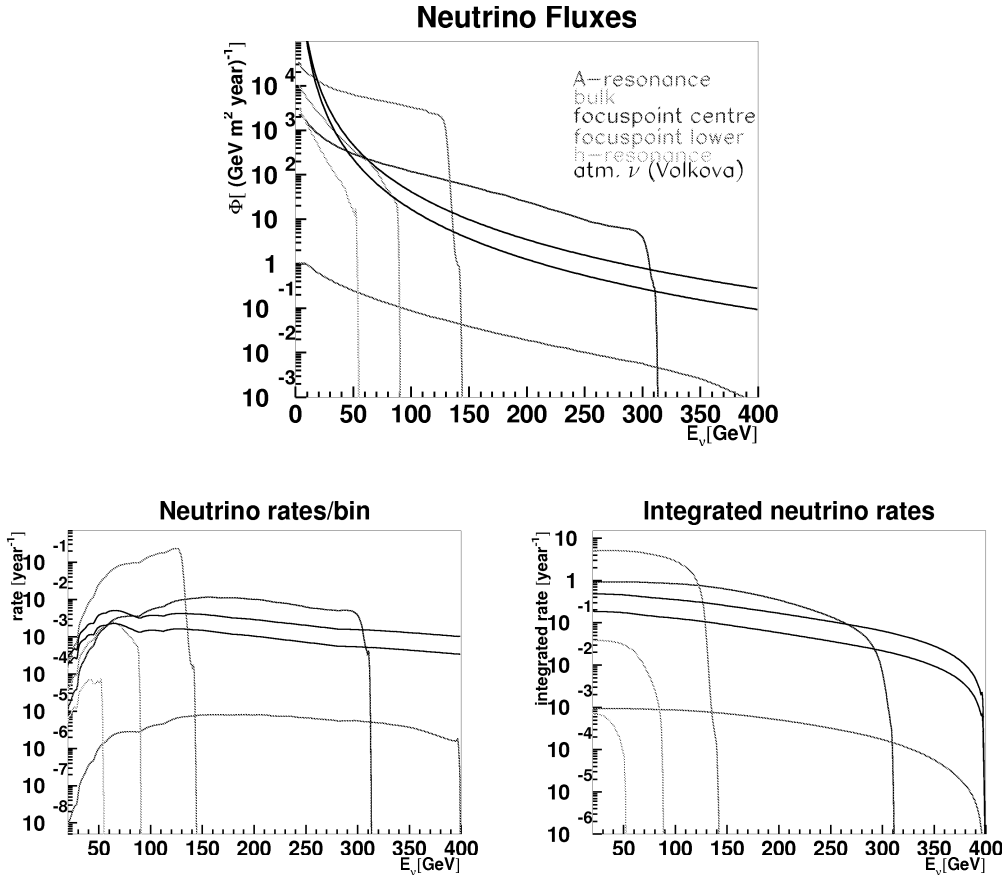 Neutrino Fluxes
Φ[ (GeV m² year)⁻¹
10⁴
10³
10²
10
1
10⁻¹
10⁻²
10⁻³
A-resonance
bulk
focuspoint centre
focuspoint lower
h-resonance
atm. ν (Volkova)
0 50 100 150 200 250 300 350 400
Eν[GeV]
Neutrino rates/bin
rate [year⁻¹]
10⁻¹
10⁻²
10⁻³
10⁻⁴
10⁻⁵
10⁻⁶
10⁻⁷
10⁻⁸
50 100 150 200 250 300 350 400
Eν[GeV]
Integrated neutrino rates
integrated rate [year⁻¹]
10
1
10⁻¹
10⁻²
10⁻³
10⁻⁴
10⁻⁵
10⁻⁶
50 100 150 200 250 300 350 400
Eν[GeV]